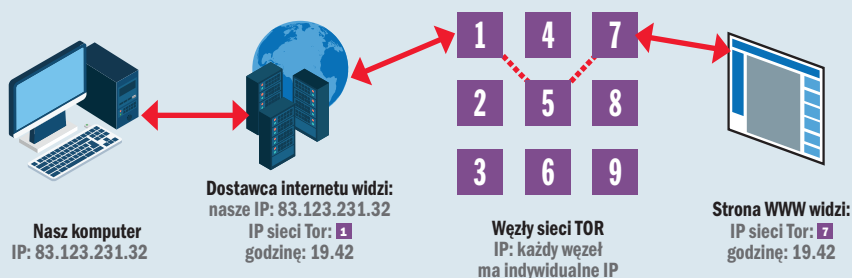 1 4 7
2 5 8
3 6 9
Nasz komputer
IP: 83.123.231.32
Dostawca internetu widzi:
nasze IP: 83.123.231.32
IP sieci Tor: 1
godzinę: 19.42
Węzły sieci TOR
IP: każdy węzeł
ma indywidualne IP
Strona WWW widzi:
IP sieci Tor: 7
godzinę: 19.42